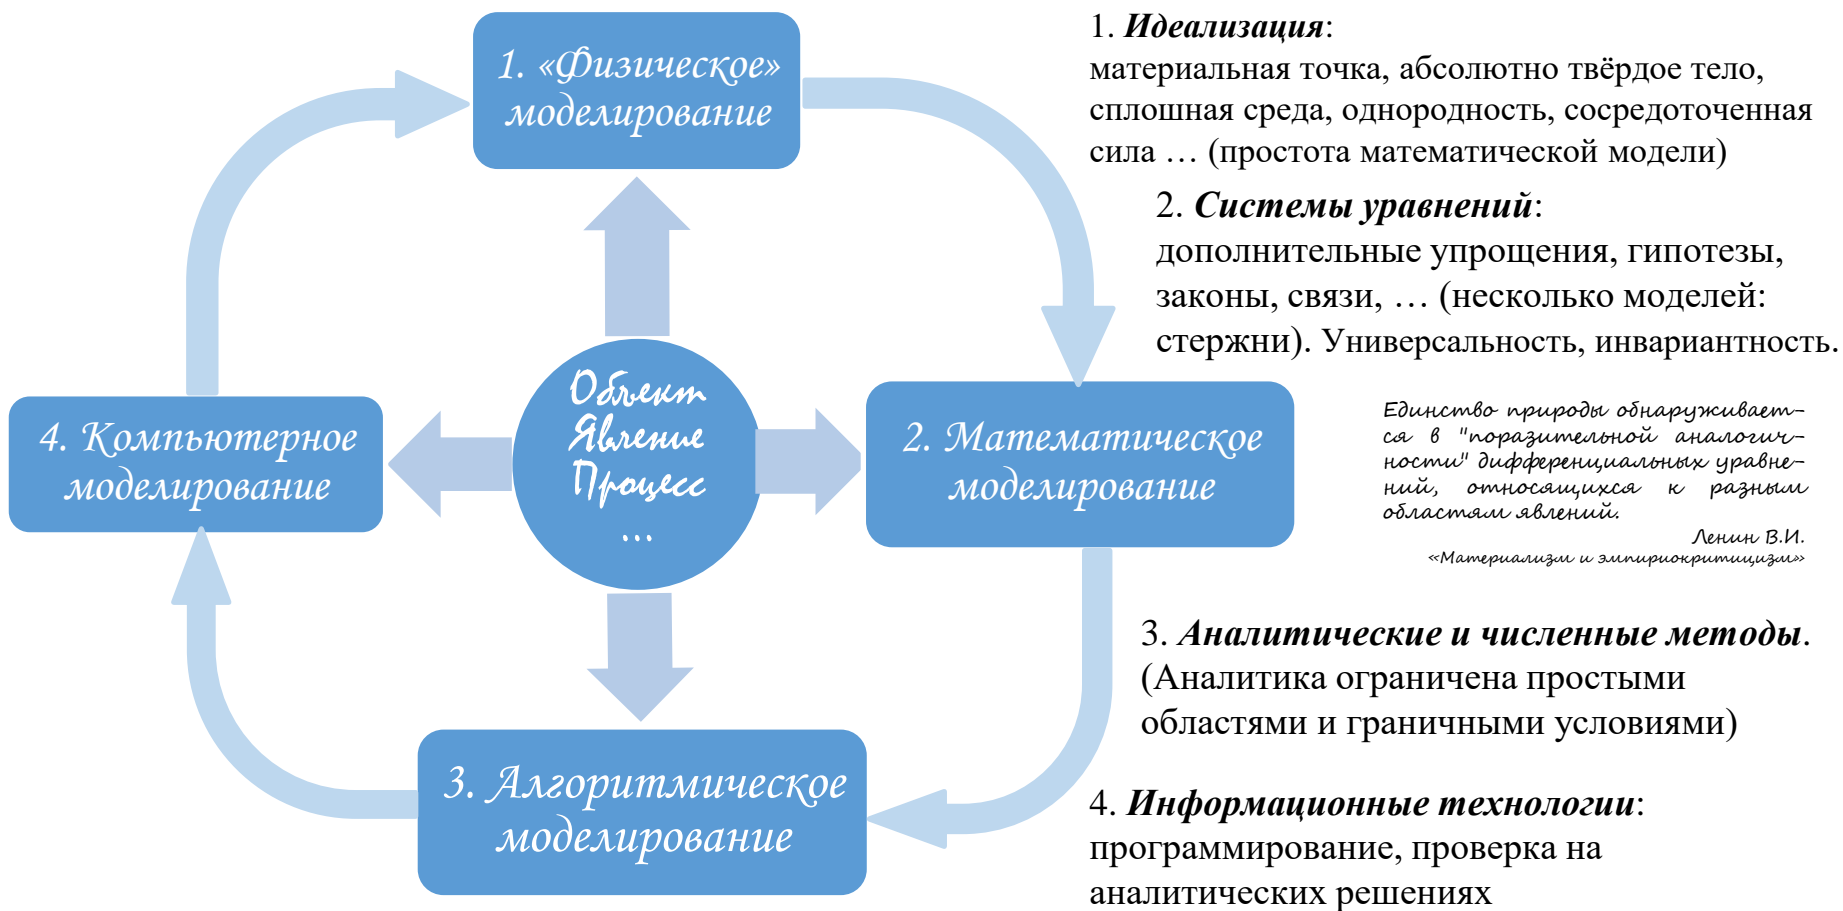 1. «Физическое»
моделирование
1. Идеализация:
материальная точка, абсолютно твёрдое тело,
сплошная среда, однородность, сосредоточенная
сила … (простота математической модели)
2. Системы уравнений:
дополнительные упрощения, гипотезы,
законы, связи, … (несколько моделей:
стержни). Универсальность, инвариантность.
Объект
Явление
Процесс
...
4. Компьютерное
моделирование
2. Математическое
моделирование
Единство природы обнаруживает-
ся в "поразительной аналогич-
ности" дифференциальных уравне-
ний, относящихся к разным
областям явлений.
Ленин В.И.
«Материализм и эмпириокритицизм»
3. Аналитические и численные методы.
(Аналитика ограничена простыми
областями и граничными условиями)
3. Алгоритмическое
моделирование
4. Информационные технологии:
программирование, проверка на
аналитических решениях